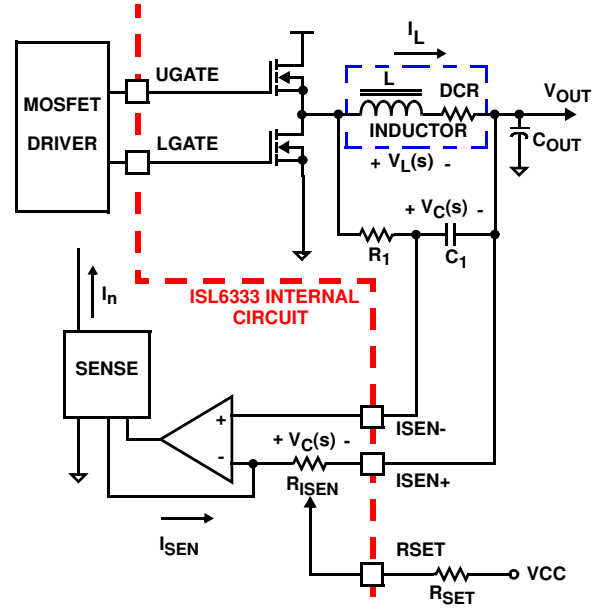 I_L
UGATE
L
DCR
V_OUT
MOSFET
DRIVER
INDUCTOR
C_OUT
LGATE
+ V_L(s) -
+ V_C(s) -
R_1
C_1
I_n
ISL6333 INTERNAL
CIRCUIT
SENSE
+
ISEN-
+ V_C(s) -
-
R_ISEN
ISEN+
I_SEN
RSET
VCC
R_SET